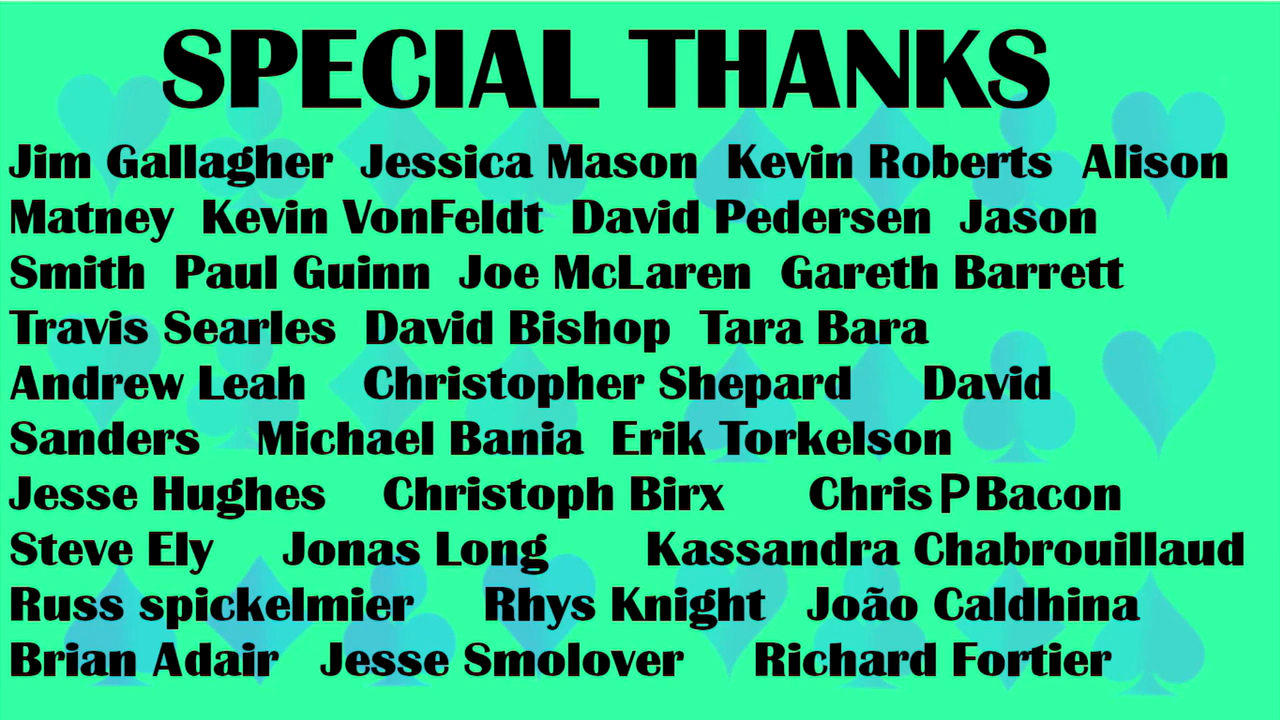 SPECIAL THANKS
Jim Gallagher Jessica Mason Kevin Roberts Alison
Matney Kevin VonFeldt David Pedersen Jason
Smith Paul Guinn Joe McLaren Gareth Barrett
Travis Searles David Bishop Tara Bara
Andrew Leah Christopher Shepard David
Sanders Michael Bania Erik Torkelson
Jesse Hughes Christoph Birx Chris P Bacon
Steve Ely Jonas Long Kassandra Chabrouillaud
Russ spickelmier Rhys Knight João Caldhina
Brian Adair Jesse Smolover Richard Fortier